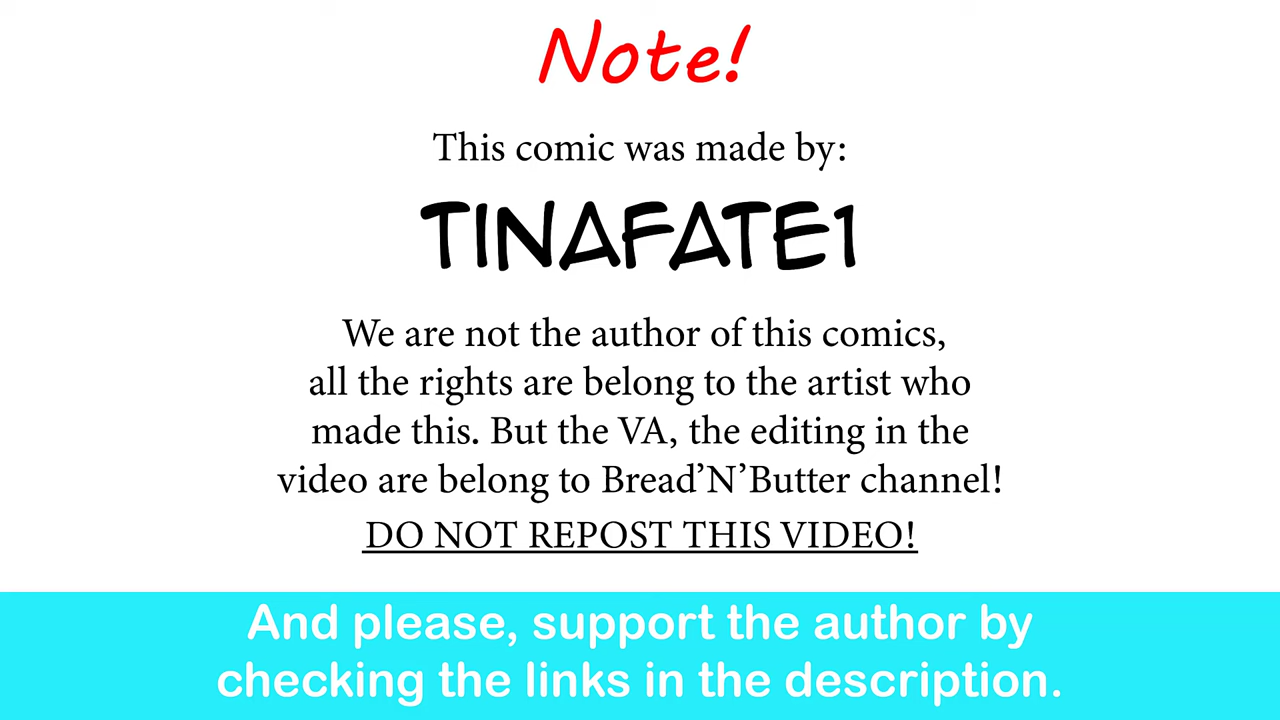 Note!
This comic was made by:
TINAFATE1
We are not the author of this comics,
all the rights are belong to the artist who
made this. But the VA, the editing in the
video are belong to Bread’N’Butter channel!
DO NOT REPOST THIS VIDEO!
And please, support the author by
checking the links in the description.